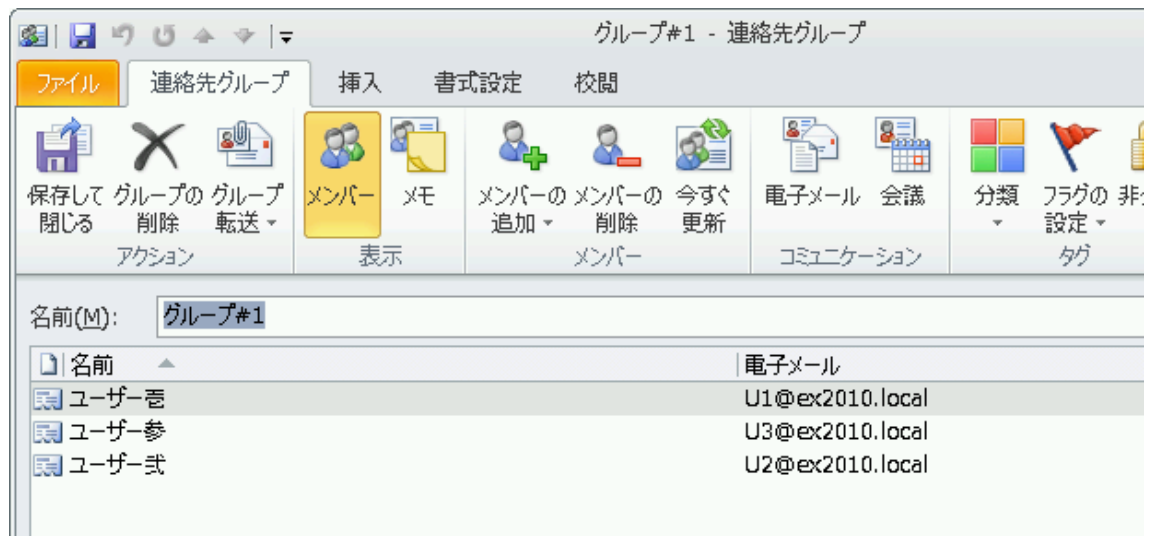 グループ#1 - 連絡先グループ
ファイル 連絡先グループ 挿入 書式設定 校閲
保存して閉じる グループの削除 グループ転送 メンバー メモ メンバーの追加 メンバーの削除 今すぐ更新 電子メール 会議 分類 フラグの設定
アクション 表示 メンバー コミュニケーション タグ
名前(M): グループ#1
名前 電子メール
ユーザー壱 U1@ex2010.local
ユーザー参 U3@ex2010.local
ユーザー弐 U2@ex2010.local